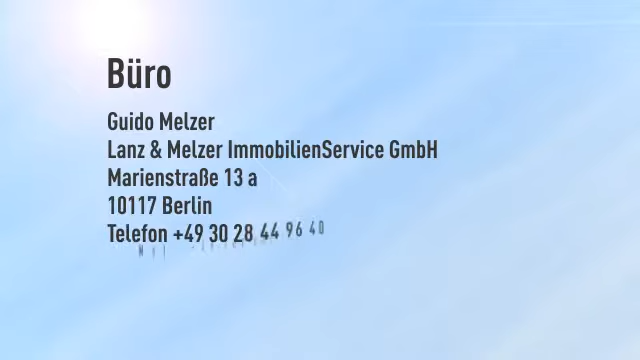 Büro
Guido Melzer
Lanz & Melzer ImmobilienService GmbH
Marienstraße 13 a
10117 Berlin
Telefon +49 30 28 44 96 40